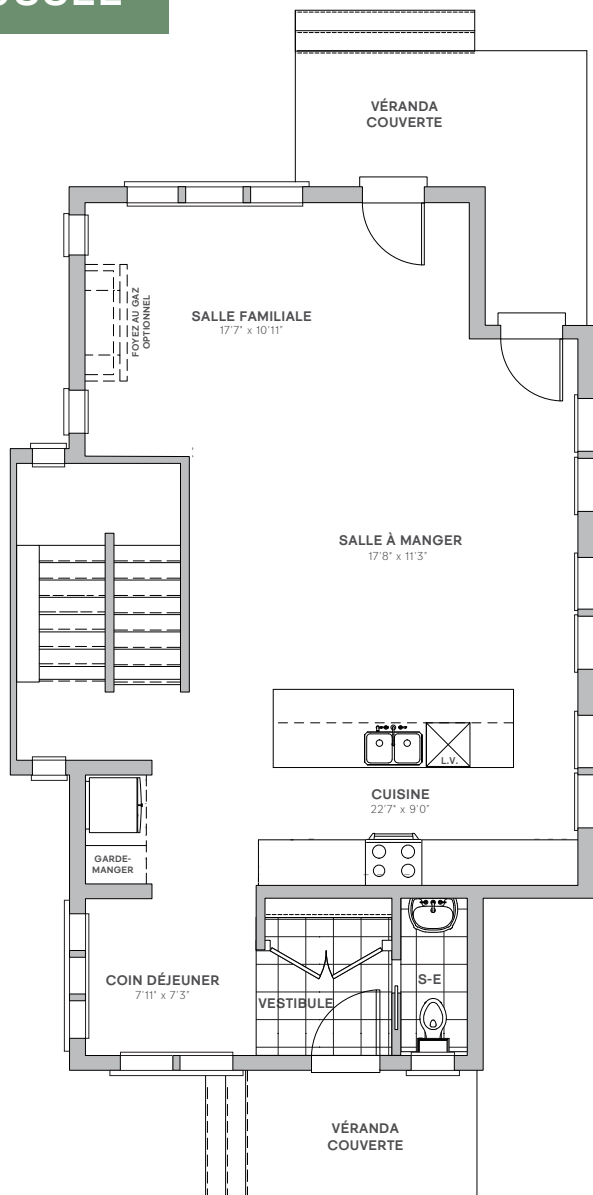 VÉRANDA
COUVERTE
FOYEZ AU GAZ
OPTIONNEL
SALLE FAMILIALE
17'7" x 10'11"
SALLE À MANGER
17'8" x 11'3"
L.V.
CUISINE
22'7" x 9'0"
GARDE-
MANGER
COIN DÉJEUNER
7'11" x 7'3"
VESTIBULE
S-E
VÉRANDA
COUVERTE